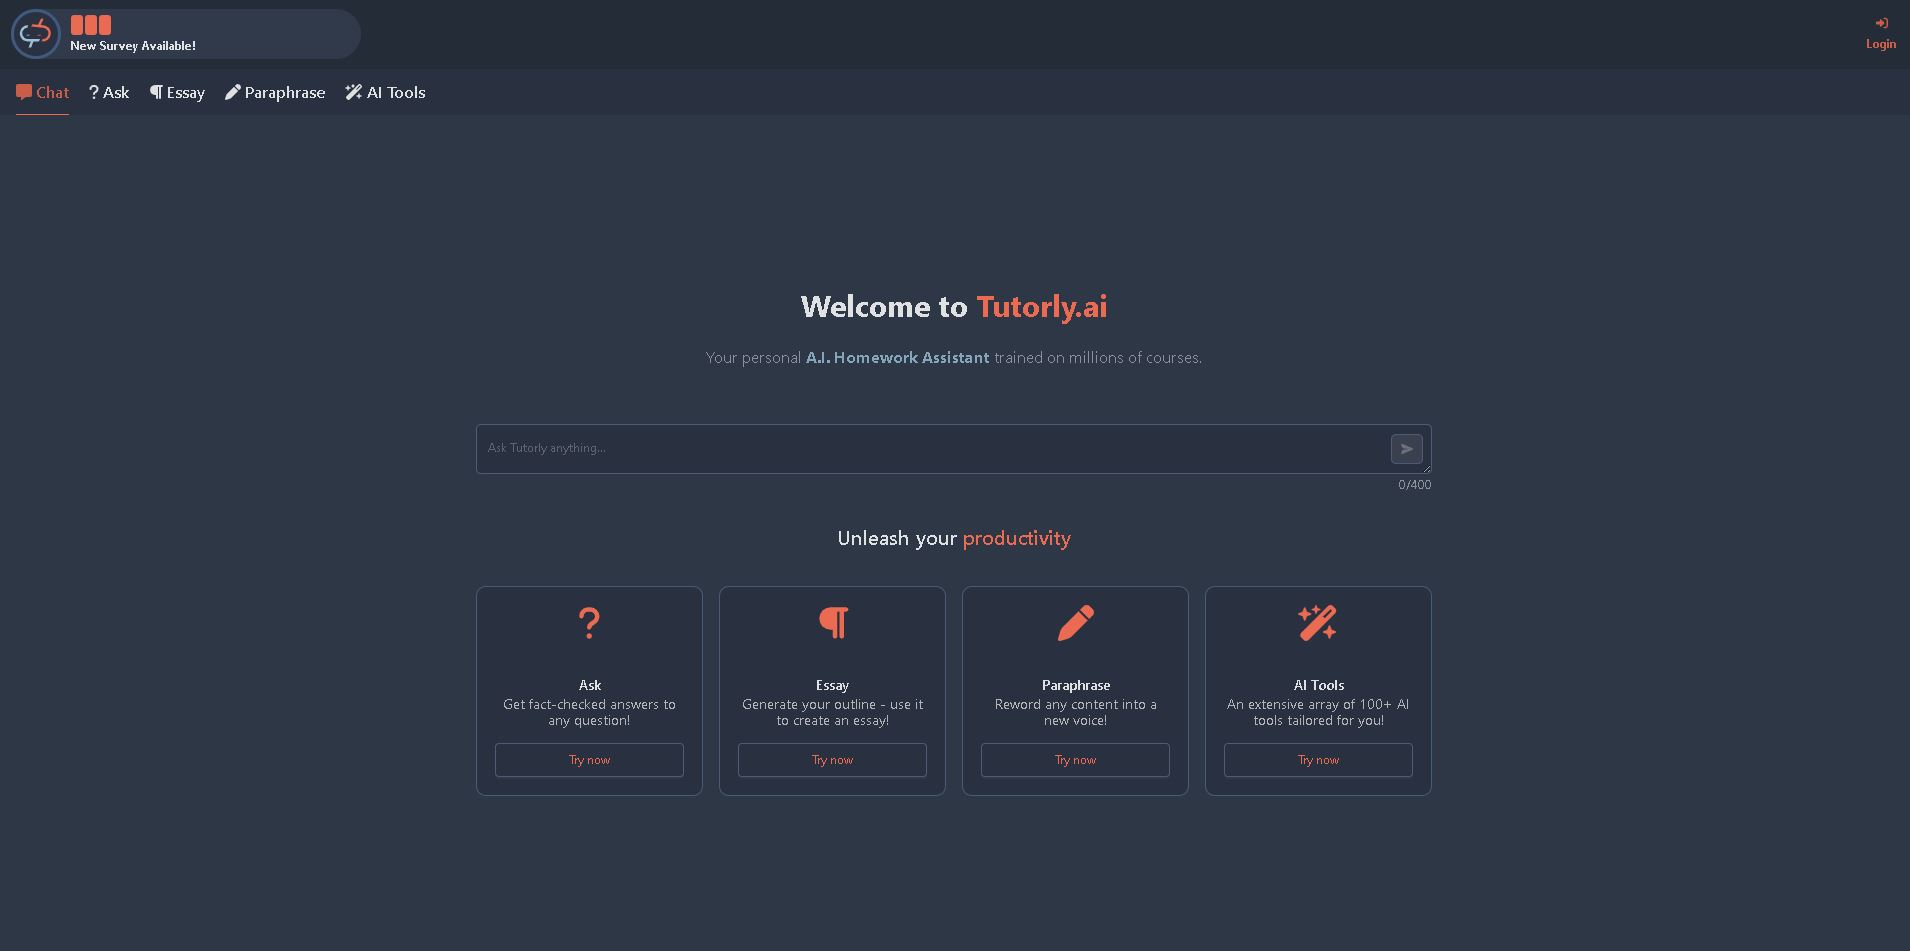 New Survey Available!
Login
Chat
? Ask
Essay
Paraphrase
AI Tools
Welcome to Tutorly.ai
Your personal A.I. Homework Assistant trained on millions of courses.
Ask Tutorly anything...
0/400
Unleash your productivity
?
Ask
Get fact-checked answers to
any question!
Try now
Essay
Generate your outline - use it
to create an essay!
Try now
Paraphrase
Reword any content into a
new voice!
Try now
AI Tools
An extensive array of 100+ AI
tools tailored for you!
Try now